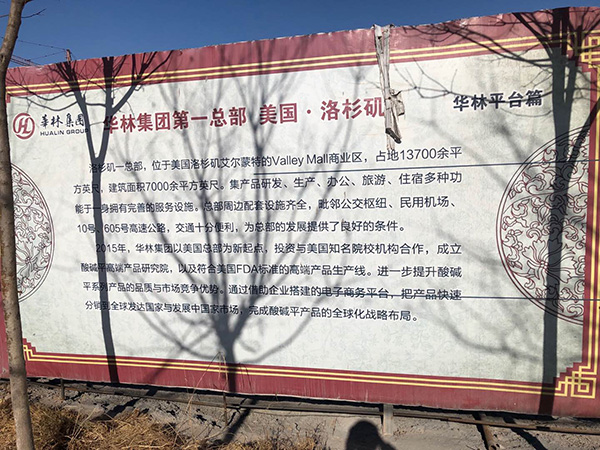 華林集团
HUALIN GROUP
华林集团第一总部 美国·洛杉矶
华林平台篇
洛杉矶一总部，位于美国洛杉矶艾尔蒙特的Valley Mall商业区，占地13700余平
方英尺，建筑面积7000余平方英尺。集产品研发、生产、办公、旅游、住宿多种功
能于一身拥有完善的服务设施。总部周边配套设施齐全，毗邻公交枢纽、民用机场、
10号、605号高速公路，交通十分便利，为总部的发展提供了良好的条件。
2015年，华林集团以美国总部为新起点，投资与美国知名院校机构合作，成立
酸碱平高端产品研究院，以及符合美国FDA标准的高端产品生产线。进一步提升酸碱
平系列产品的品质与市场竞争优势。通过借助企业搭建的电子商务平台，把产品快速
分销到全球发达国家与发展中国家市场，完成酸碱平产品的全球化战略布局。